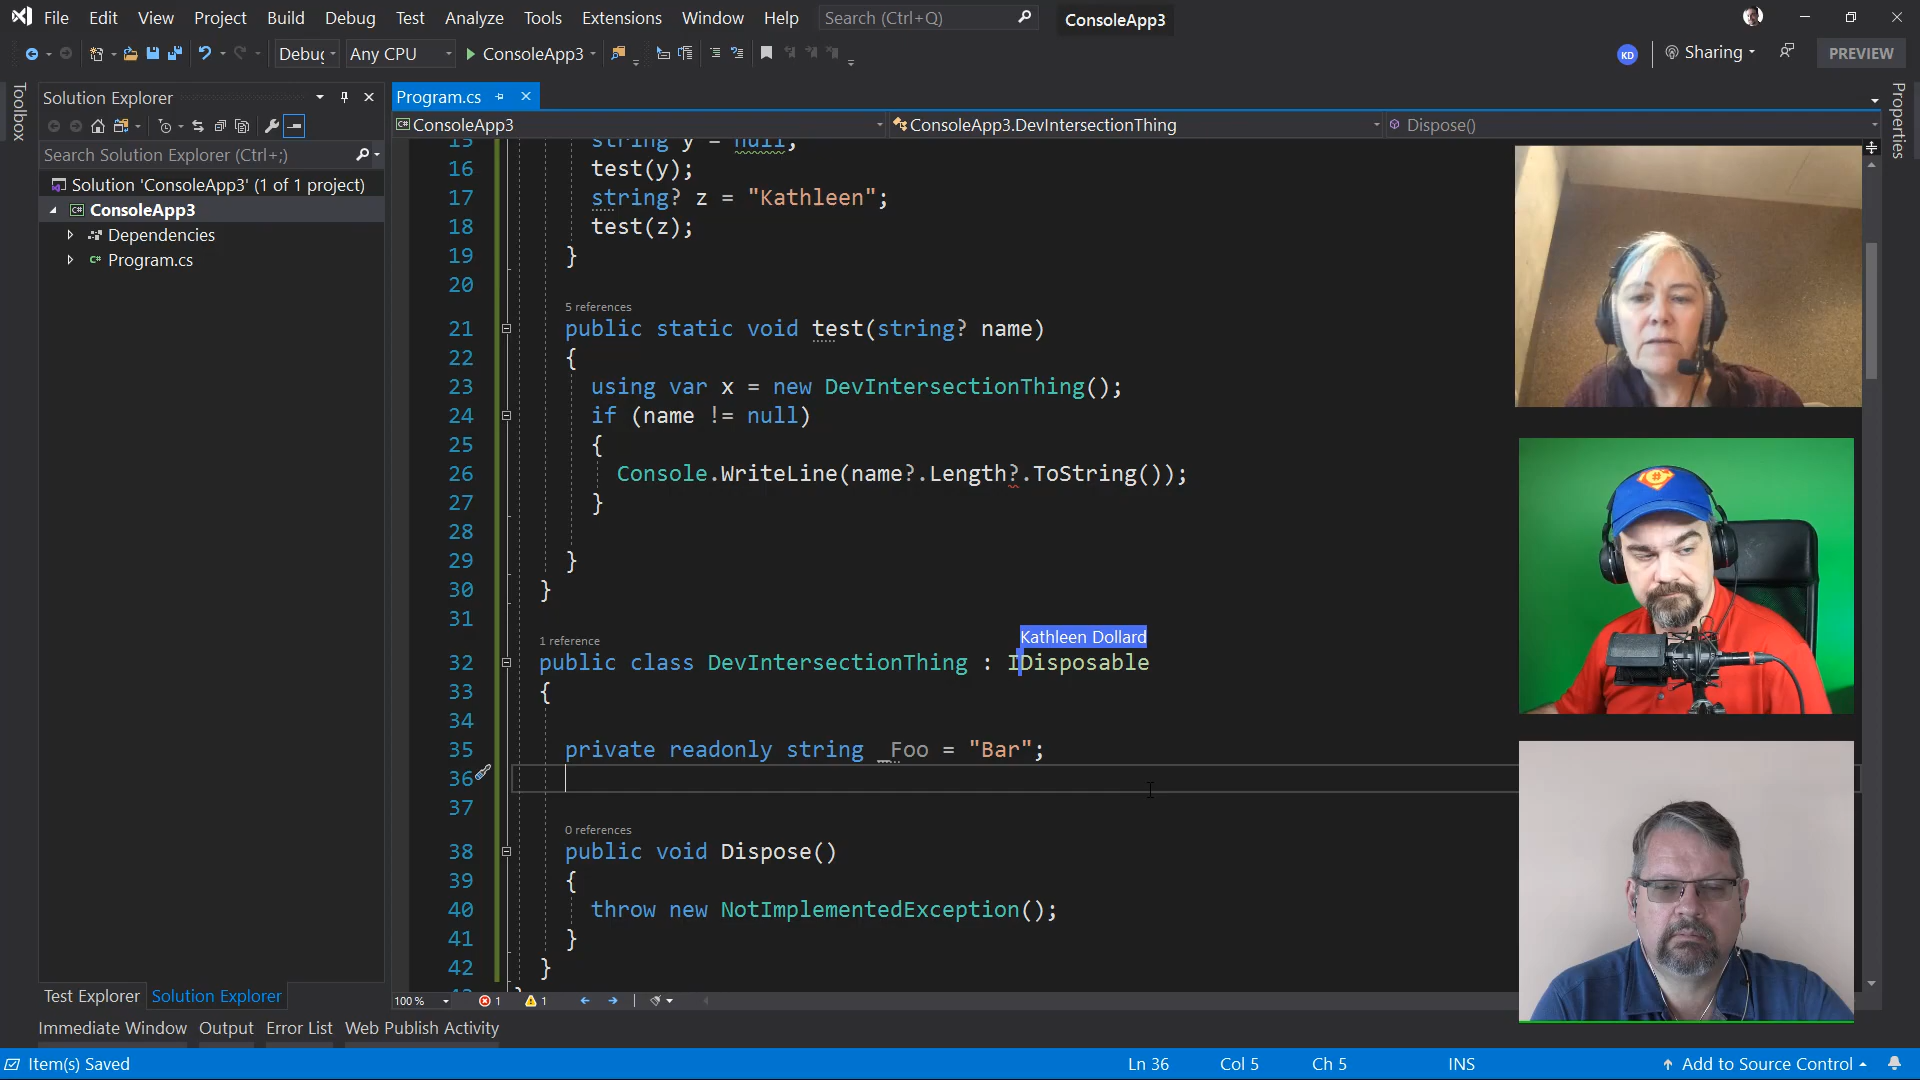 File Edit View Project Build Debug Test Analyze Tools Extensions Window Help Search (Ctrl+Q) ConsoleApp3
Debug Any CPU ConsoleApp3 KD Sharing PREVIEW
Toolbox
Solution Explorer
Search Solution Explorer (Ctrl+;)
Solution 'ConsoleApp3' (1 of 1 project)
ConsoleApp3
Dependencies
Program.cs
Program.cs
ConsoleApp3 ConsoleApp3.DevIntersectionThing Dispose()
Properties
15 string y = null;
16 test(y);
17 string? z = "Kathleen";
18 test(z);
19 }
20
5 references
21 public static void test(string? name)
22 {
23 using var x = new DevIntersectionThing();
24 if (name != null)
25 {
26 Console.WriteLine(name?.Length?.ToString());
27 }
28
29 }
30 }
31
Kathleen Dollard
1 reference
32 public class DevIntersectionThing : IDisposable
33 {
34
35 private readonly string _Foo = "Bar";
36
37
0 references
38 public void Dispose()
39 {
40 throw new NotImplementedException();
41 }
42 }
100 % 1 1
Test Explorer Solution Explorer
Immediate Window Output Error List Web Publish Activity
Item(s) Saved Ln 36 Col 5 Ch 5 INS Add to Source Control